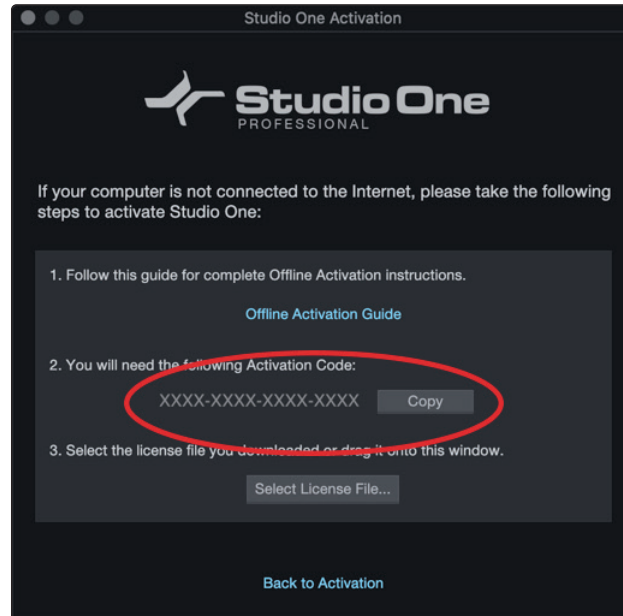 Studio One Activation
Studio One
PROFESSIONAL
If your computer is not connected to the Internet, please take the following
steps to activate Studio One:
1. Follow this guide for complete Offline Activation instructions.
Offline Activation Guide
2. You will need the following Activation Code:
XXXX-XXXX-XXXX-XXXX Copy
3. Select the license file you downloaded or drag it onto this window.
Select License File...
Back to Activation